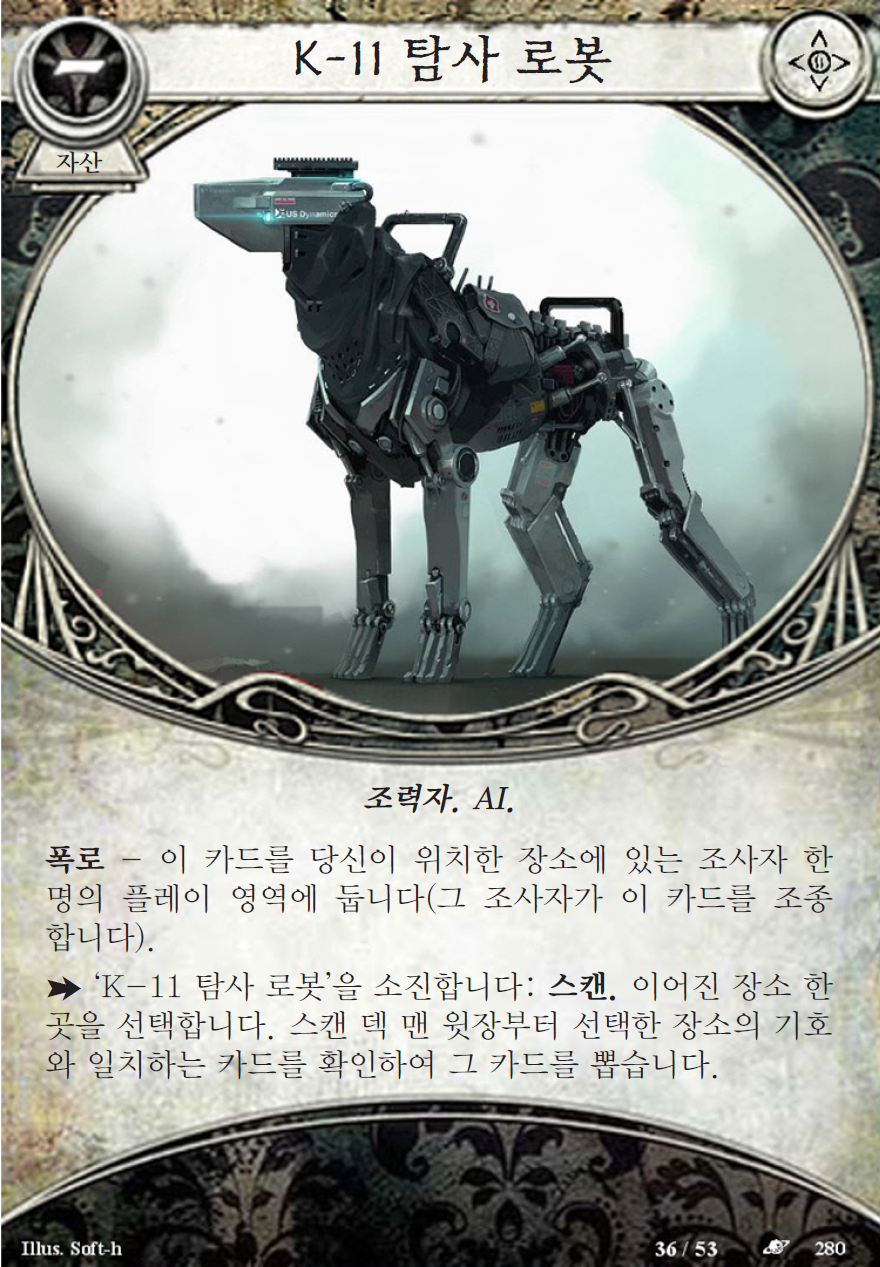 K-11 탐사 로봇
자산
US Dynamics
조력자. AI.
폭로 – 이 카드를 당신이 위치한 장소에 있는 조사자 한
명의 플레이 영역에 둡니다(그 조사자가 이 카드를 조종
합니다).
‘K-11 탐사 로봇’을 소진합니다: 스캔. 이어진 장소 한
곳을 선택합니다. 스캔 덱 맨 윗장부터 선택한 장소의 기호
와 일치하는 카드를 확인하여 그 카드를 뽑습니다.
Illus. Soft-h
36 / 53
280